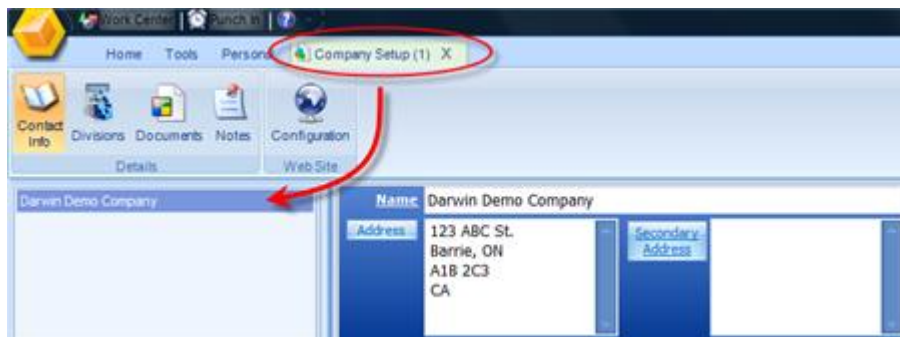 Work Center Punch In
Home Tools Person Company Setup (1) X
Contact Info
Divisions
Documents
Notes
Configuration
Details
Web Site
Darwin Demo Company
Name Darwin Demo Company
Address
123 ABC St.
Barrie, ON
A1B 2C3
CA
Secondary
Address